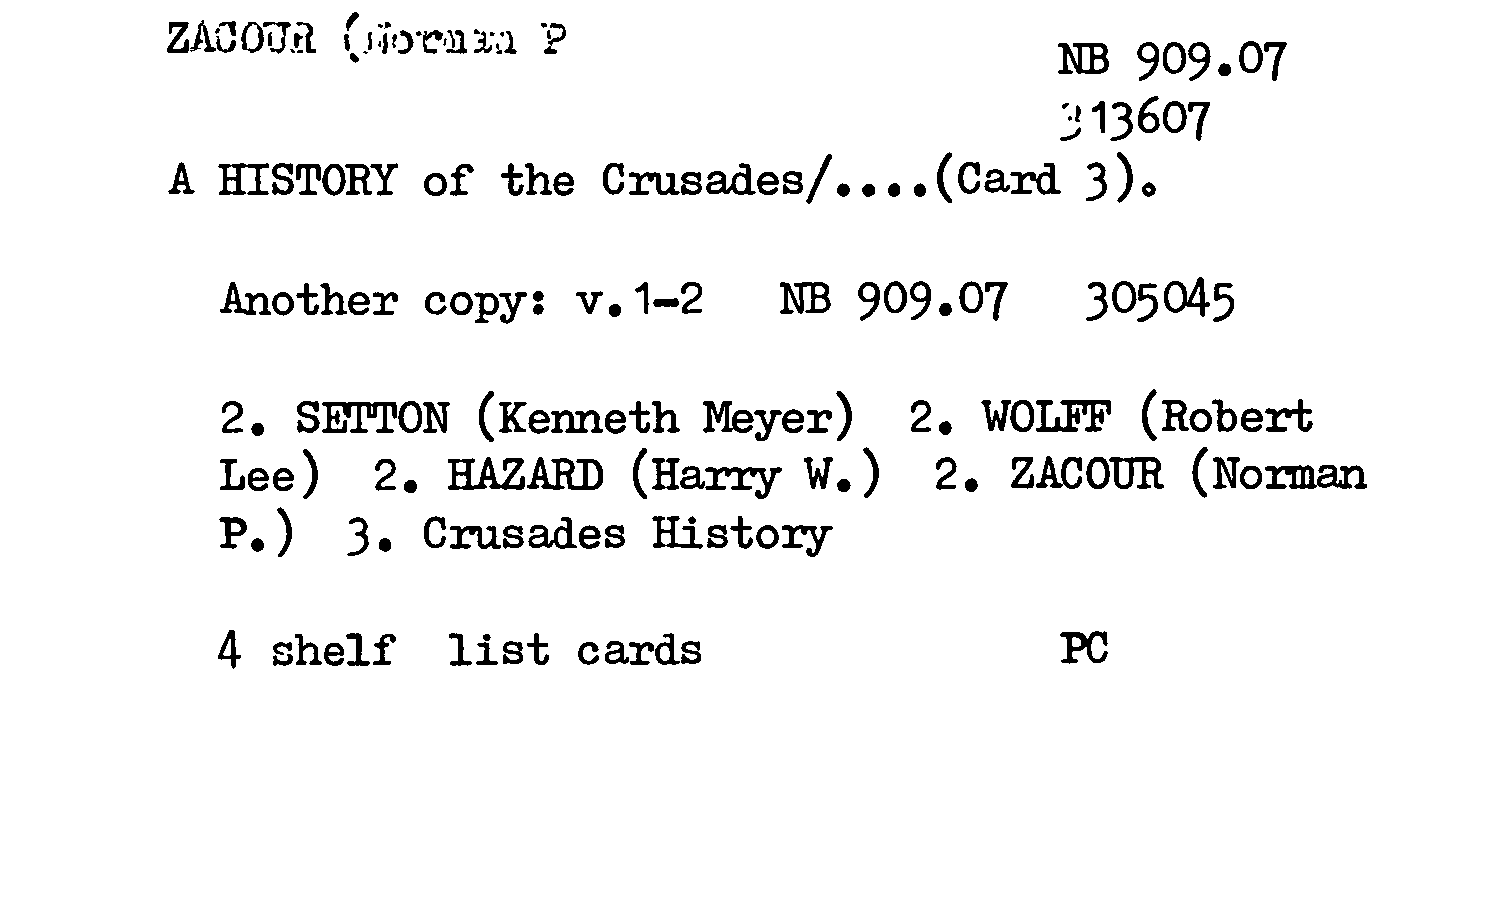 ZACOUR (Norman P
NB 909.07
313607
A HISTORY of the Crusades/....(Card 3).
Another copy: v.1-2 NB 909.07 305045
2. SETTON (Kenneth Meyer) 2. WOLFF (Robert
Lee) 2. HAZARD (Harry W.) 2. ZACOUR (Norman
P.) 3. Crusades History
4 shelf list cards PC